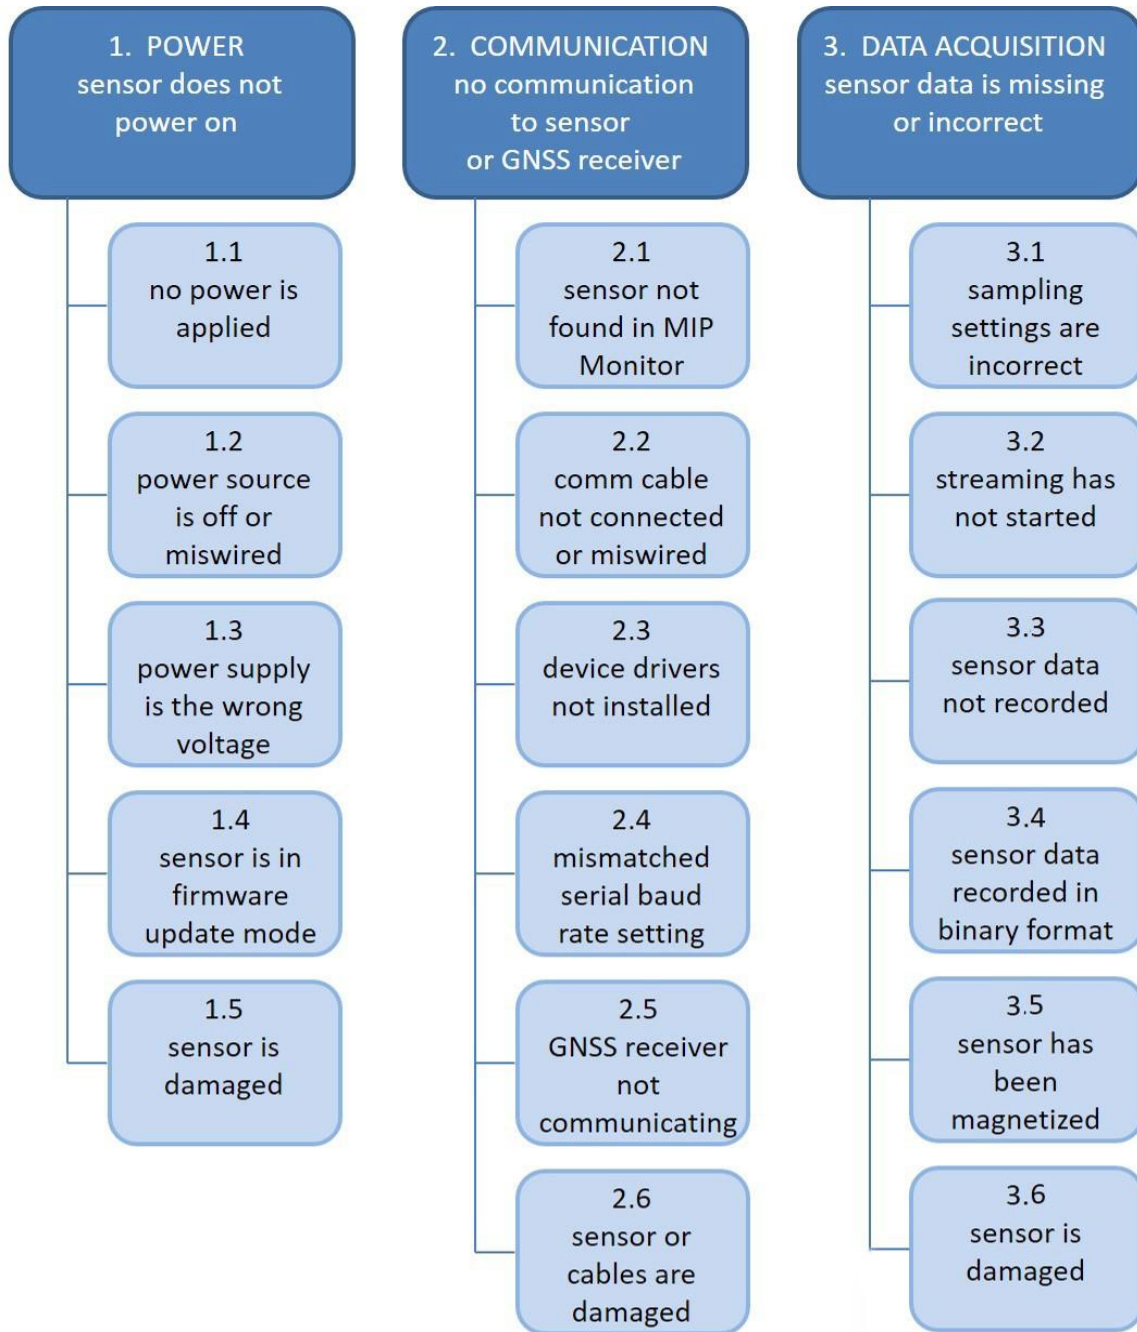 1.  POWER
sensor does not
power on
1.1
no power is
applied
1.2
power source
is off or
miswired
1.3
power supply
is the wrong
voltage
1.4
sensor is in
firmware
update mode
1.5
sensor is
damaged
2.  COMMUNICATION
no communication
to sensor
or GNSS receiver
2.1
sensor not
found in MIP
Monitor
2.2
comm cable
not connected
or miswired
2.3
device drivers
not installed
2.4
mismatched
serial baud
rate setting
2.5
GNSS receiver
not
communicating
2.6
sensor or
cables are
damaged
3.  DATA ACQUISITION
sensor data is missing
or incorrect
3.1
sampling
settings are
incorrect
3.2
streaming has
not started
3.3
sensor data
not recorded
3.4
sensor data
recorded in
binary format
3.5
sensor has
been
magnetized
3.6
sensor is
damaged